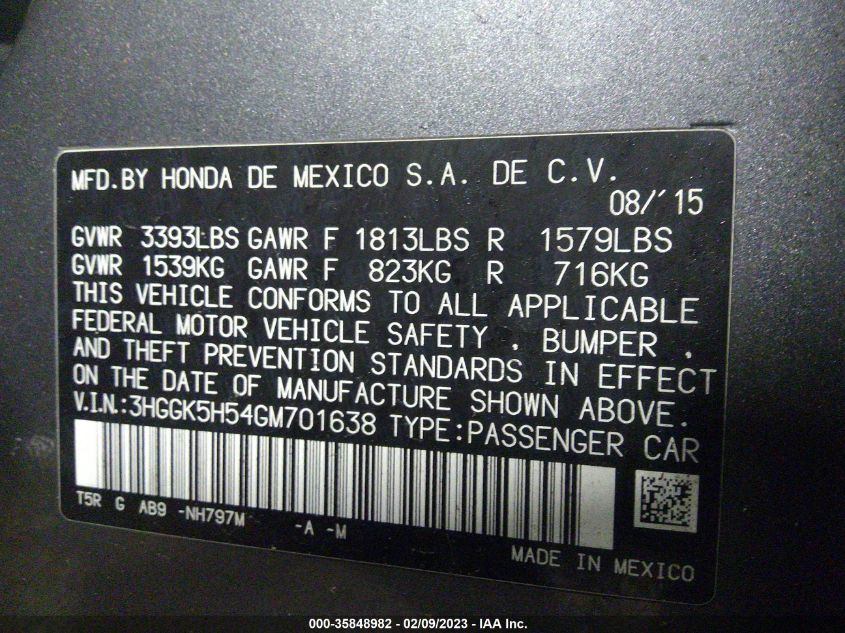 MFD.BY HONDA DE MEXICO S.A. DE C.V.
08/'15
GVWR 3393LBS GAWR F 1813LBS R 1579LBS
GVWR 1539KG GAWR F 823KG R 716KG
THIS VEHICLE CONFORMS TO ALL APPLICABLE
FEDERAL MOTOR VEHICLE SAFETY , BUMPER ,
AND THEFT PREVENTION STANDARDS IN EFFECT
ON THE DATE OF MANUFACTURE SHOWN ABOVE.
V.I.N:3HGGK5H54GM701638 TYPE:PASSENGER CAR
T5R G AB9 -NH797M -A -M
MADE IN MEXICO
000-35848982 - 02/09/2023 - IAA Inc.